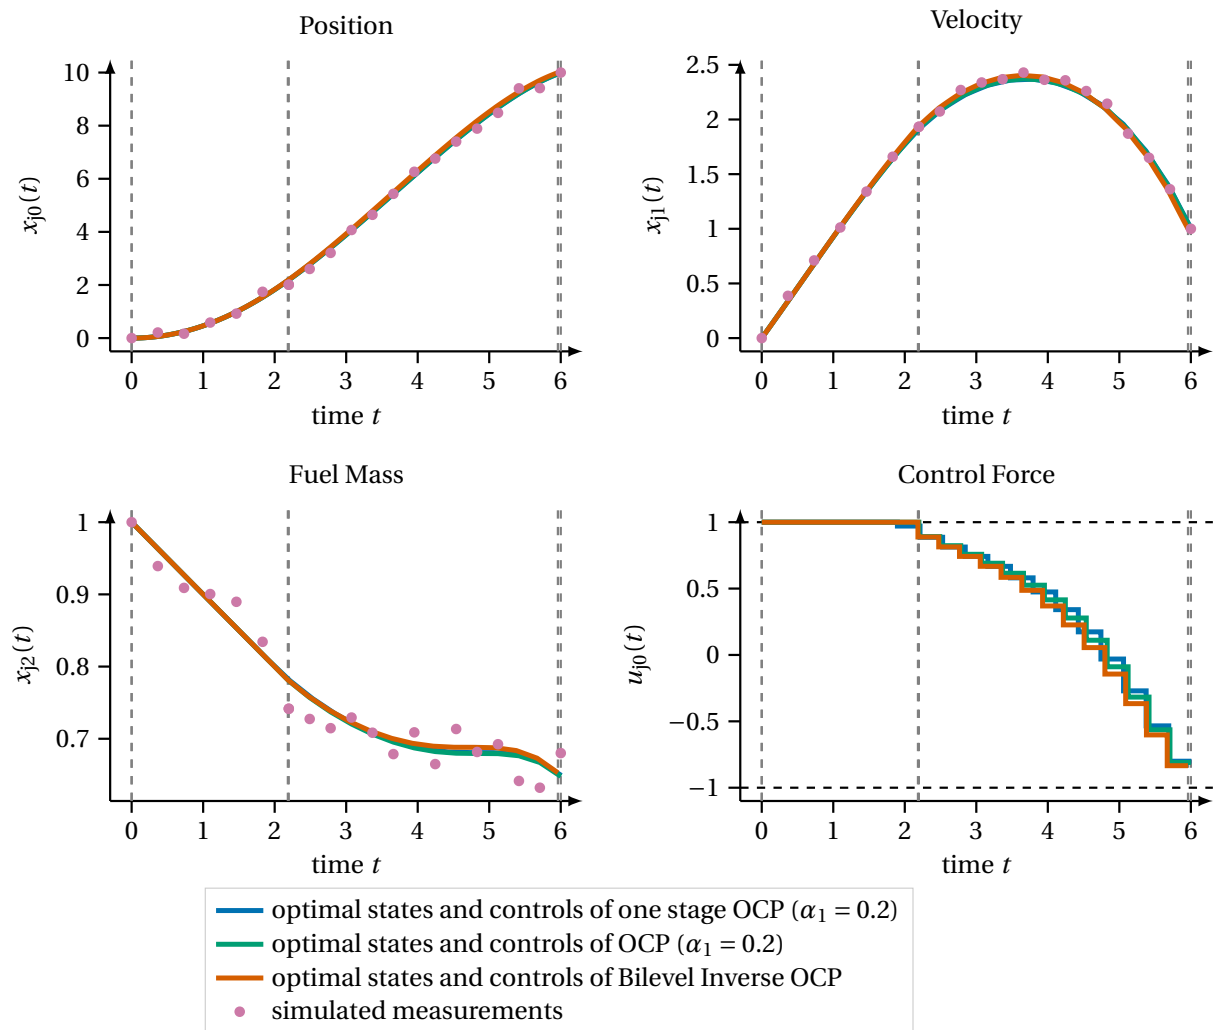 Position
10
8
6
4
2
0
x_j0(t)
0 1 2 3 4 5 6
time t
Velocity
2.5
2
1.5
1
0.5
0
x_j1(t)
0 1 2 3 4 5 6
time t
Fuel Mass
1
0.9
0.8
0.7
x_j2(t)
0 1 2 3 4 5 6
time t
Control Force
1
0.5
0
−0.5
−1
u_j0(t)
0 1 2 3 4 5 6
time t
optimal states and controls of one stage OCP (α₁ = 0.2)
optimal states and controls of OCP (α₁ = 0.2)
optimal states and controls of Bilevel Inverse OCP
simulated measurements